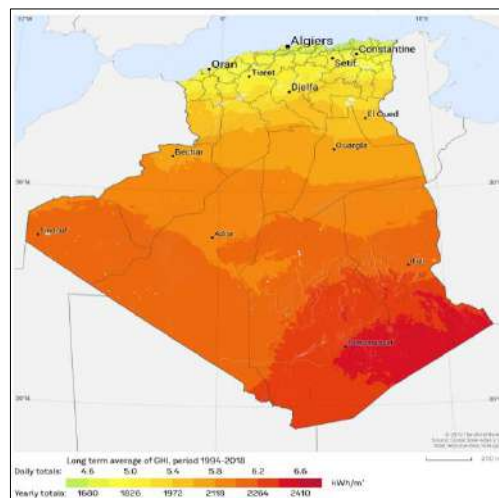 Algiers
Constantine
Oran
Setif
Tiaret
Djelfa
El Oued
Ouargla
Bechar
Adrar
Long term average of GHI, period 1994-2018
Daily totals: 4.6 5.0 5.4 5.8 6.2 6.6
kWh/m²
Yearly totals: 1680 1826 1972 2118 2264 2410